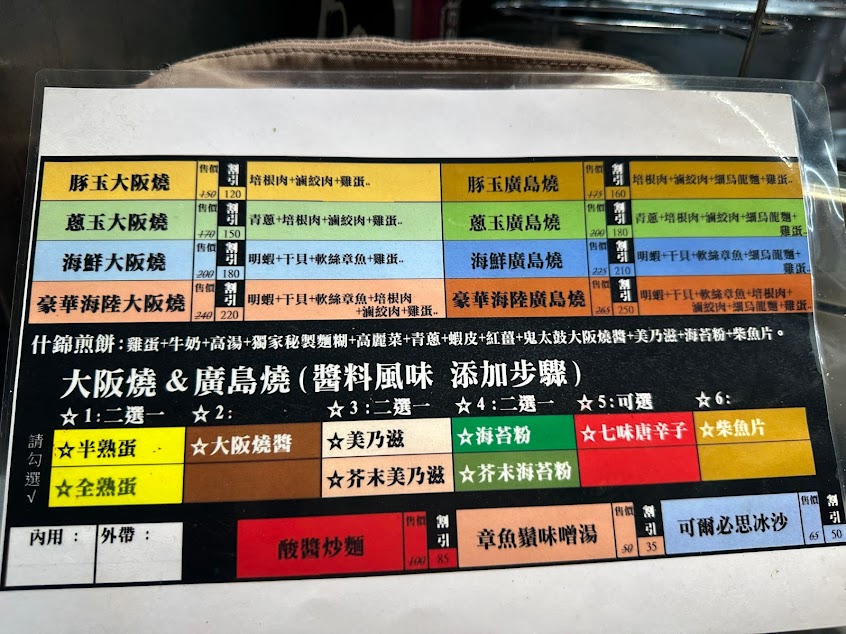 豚玉大阪燒 售價 150 割引 120 培根肉+滷絞肉+雞蛋..
豚玉廣島燒 售價 175 割引 160 培根肉+滷絞肉+細烏龍麵+雞蛋..
蔥玉大阪燒 售價 170 割引 150 青蔥+培根肉+滷絞肉+雞蛋..
蔥玉廣島燒 售價 200 割引 180 青蔥+培根肉+滷絞肉+細烏龍麵+
雞蛋..
海鮮大阪燒 售價 200 割引 180 明蝦+干貝+軟絲章魚+雞蛋..
海鮮廣島燒 售價 225 割引 210 明蝦+干貝+軟絲章魚+細烏龍麵+
雞蛋..
豪華海陸大阪燒 售價 240 割引 220 明蝦+干貝+軟絲章魚+培根肉
+滷絞肉+雞蛋..
豪華海陸廣島燒 售價 265 割引 250 明蝦+干貝+軟絲章魚+培根肉+
滷絞肉+細烏龍麵+雞蛋..
什錦煎餅:雞蛋+牛奶+高湯+獨家秘製麵糊+高麗菜+青蔥+蝦皮+紅薑+鬼太鼓大阪燒醬+美乃滋+海苔粉+柴魚片。
大阪燒&廣島燒(醬料風味 添加步驟)
☆1:二選一 ☆2: ☆3:二選一 ☆4:二選一 ☆5:可選 ☆6:
請勾選√
☆半熟蛋 ☆大阪燒醬 ☆美乃滋 ☆海苔粉 ☆七味唐辛子 ☆柴魚片
☆全熟蛋 ☆芥末美乃滋 ☆芥末海苔粉
內用: 外帶:
酸醬炒麵 售價 100 割引 85
章魚鬚味噌湯 售價 50 割引 35
可爾必思冰沙 售價 65 割引 50